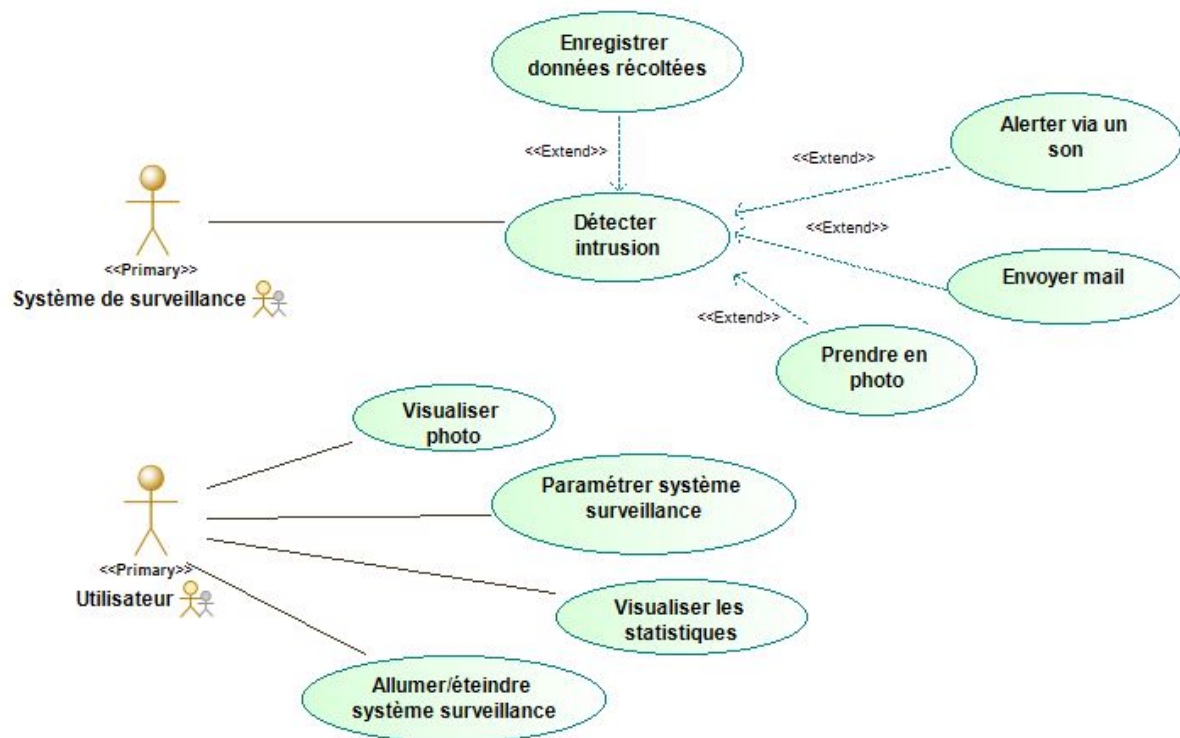 Enregistrer
données récoltées
<<Extend>>
Alerter via un
son
<<Extend>>
Détecter
intrusion
<<Extend>>
Envoyer mail
<<Extend>>
Prendre en
photo
<<Primary>>
Système de surveillance
Visualiser
photo
Paramétrer système
surveillance
<<Primary>>
Utilisateur
Visualiser les
statistiques
Allumer/éteindre
système surveillance